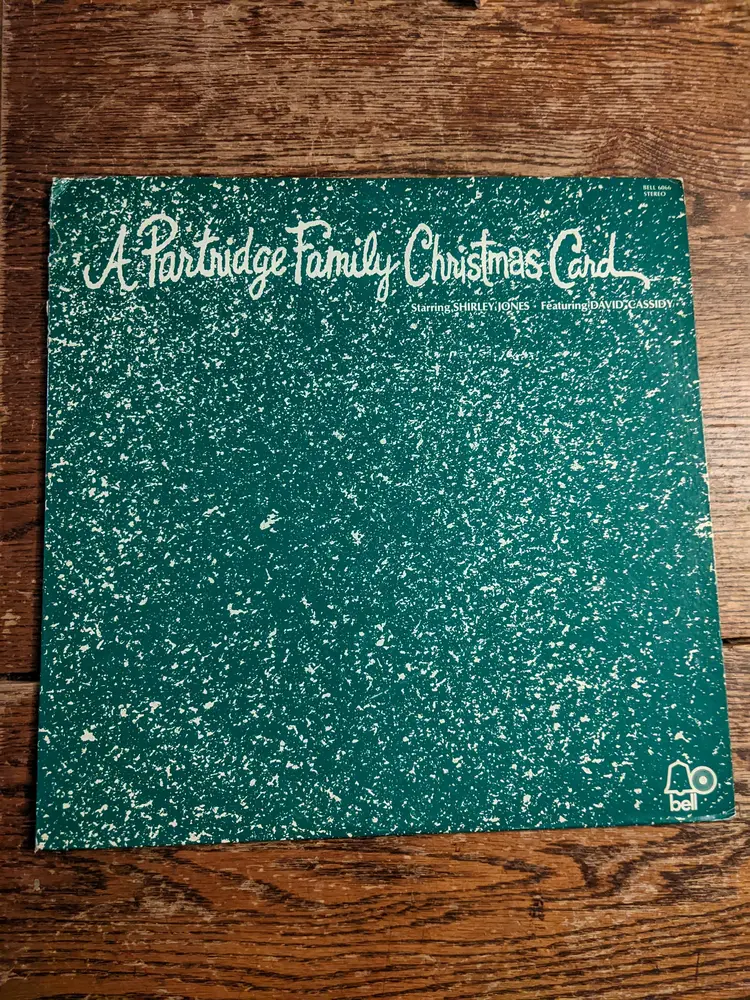 BELL 6066
STEREO
A Partridge Family Christmas Card
Starring SHIRLEY JONES · Featuring DAVID CASSIDY
bell